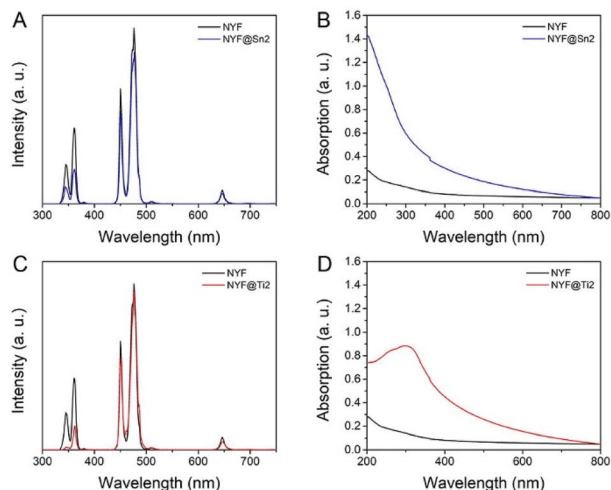 A
NYF
NYF@Sn2
Intensity (a. u.)
300 400 500 600 700
Wavelength (nm)
B
NYF
NYF@Sn2
Absorption (a. u.)
1.6
1.4
1.2
1.0
0.8
0.6
0.4
0.2
0.0
200 300 400 500 600 700 800
Wavelength (nm)
C
NYF
NYF@Ti2
Intensity (a. u.)
300 400 500 600 700
Wavelength (nm)
D
NYF
NYF@Ti2
Absorption (a. u.)
1.6
1.4
1.2
1.0
0.8
0.6
0.4
0.2
0.0
200 300 400 500 600 700 800
Wavelength (nm)